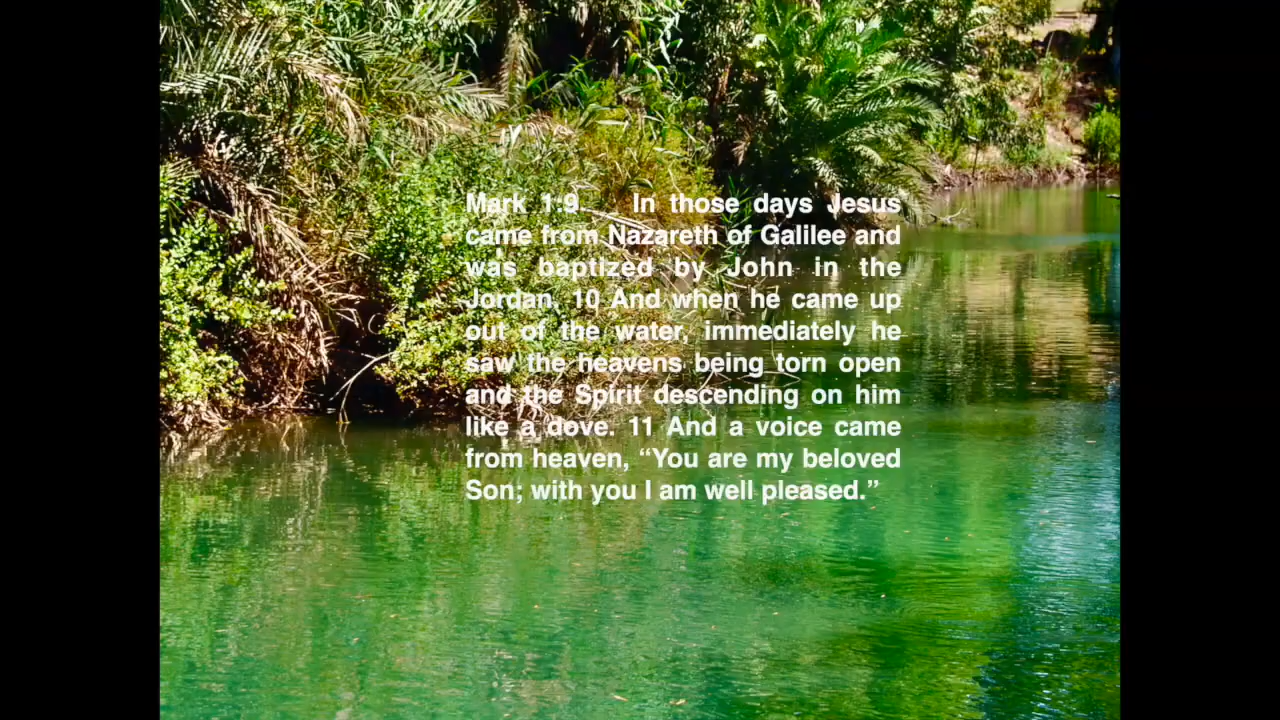 Mark 1:9 In those days Jesus
came from Nazareth of Galilee and
was baptized by John in the
Jordan. 10 And when he came up
out of the water, immediately he
saw the heavens being torn open
and the Spirit descending on him
like a dove. 11 And a voice came
from heaven, “You are my beloved
Son; with you I am well pleased.”